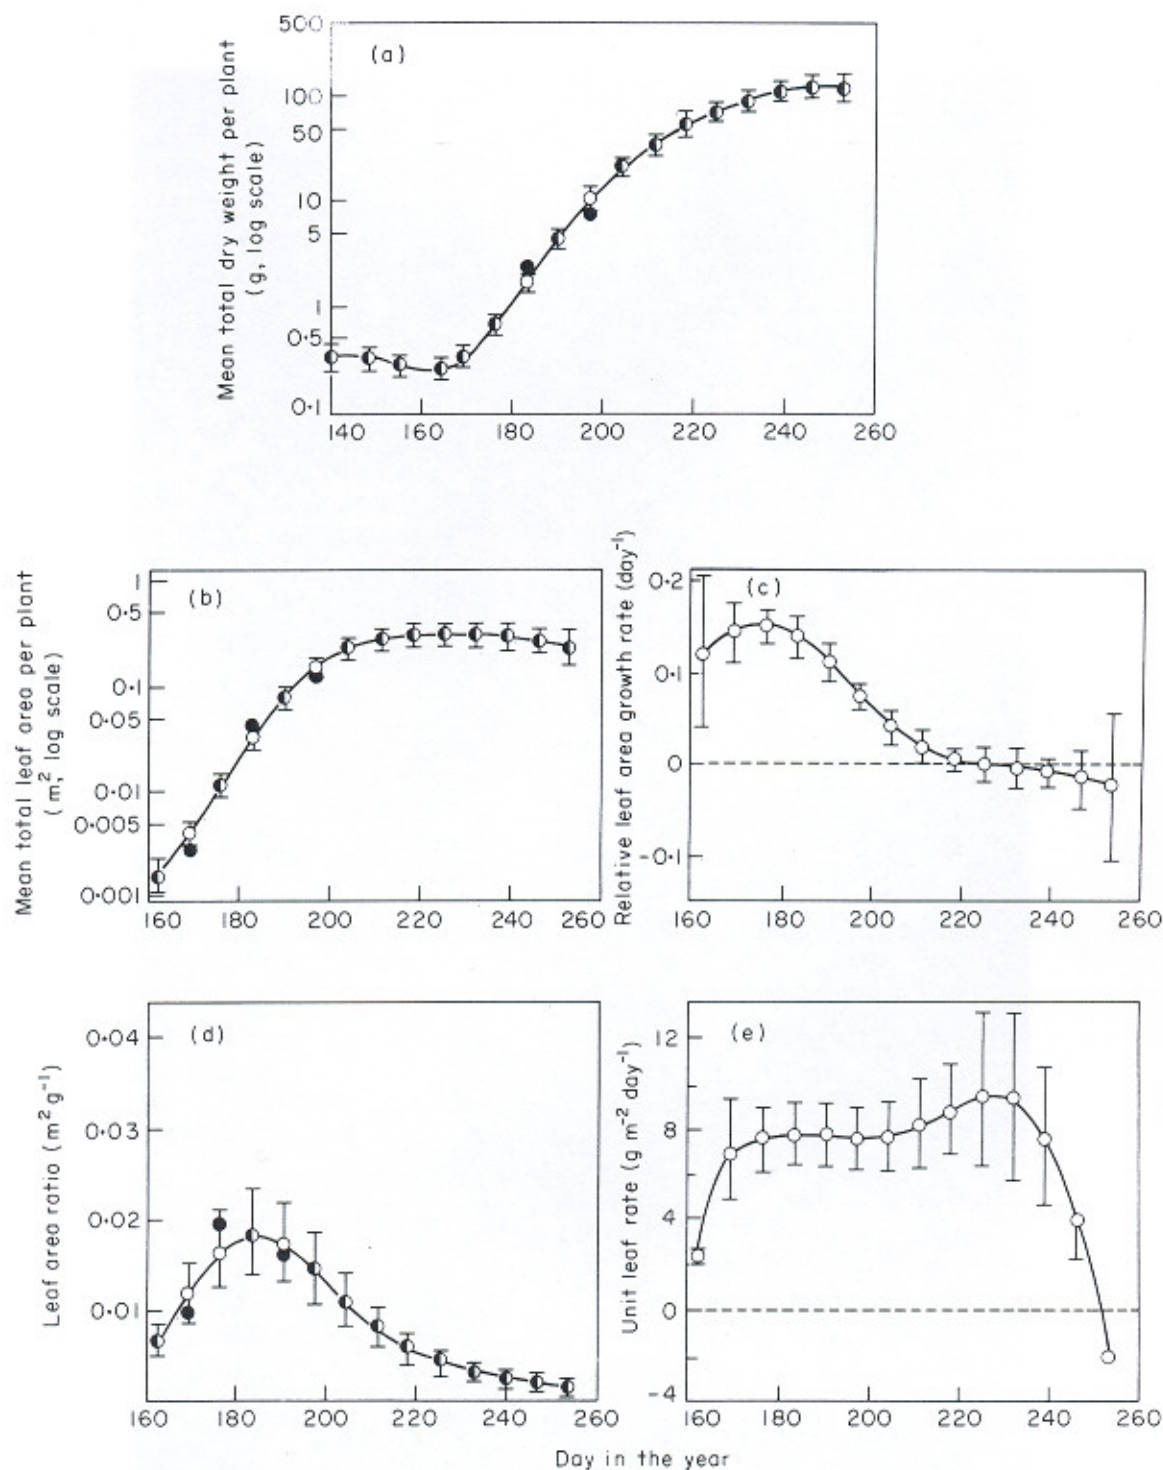 (a)
Mean total dry weight per plant
(g, log scale)
500
100
50
10
5
1
0·5
0·1
140 160 180 200 220 240 260
(b)
Mean total leaf area per plant
(m², log scale)
1
0·5
0·1
0·05
0·01
0·005
0·001
160 180 200 220 240 260
(c)
Relative leaf area growth rate (day⁻¹)
0·2
0·1
0
-0·1
160 180 200 220 240 260
(d)
Leaf area ratio (m² g⁻¹)
0·04
0·03
0·02
0·01
160 180 200 220 240 260
(e)
Unit leaf rate (g m⁻² day⁻¹)
12
8
4
0
-4
160 180 200 220 240 260
Day in the year